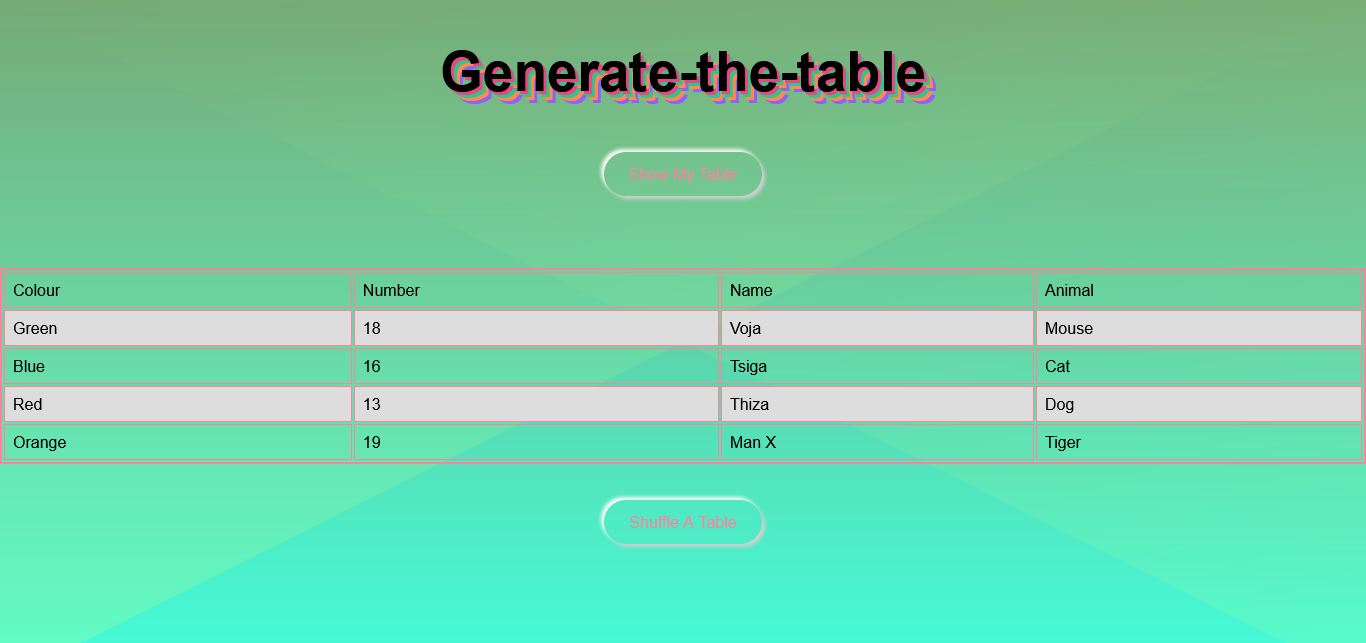 Generate-the-table
Show My Table
Colour Number Name Animal
Green 18 Voja Mouse
Blue 16 Tsiga Cat
Red 13 Thiza Dog
Orange 19 Man X Tiger
Shuffle A Table